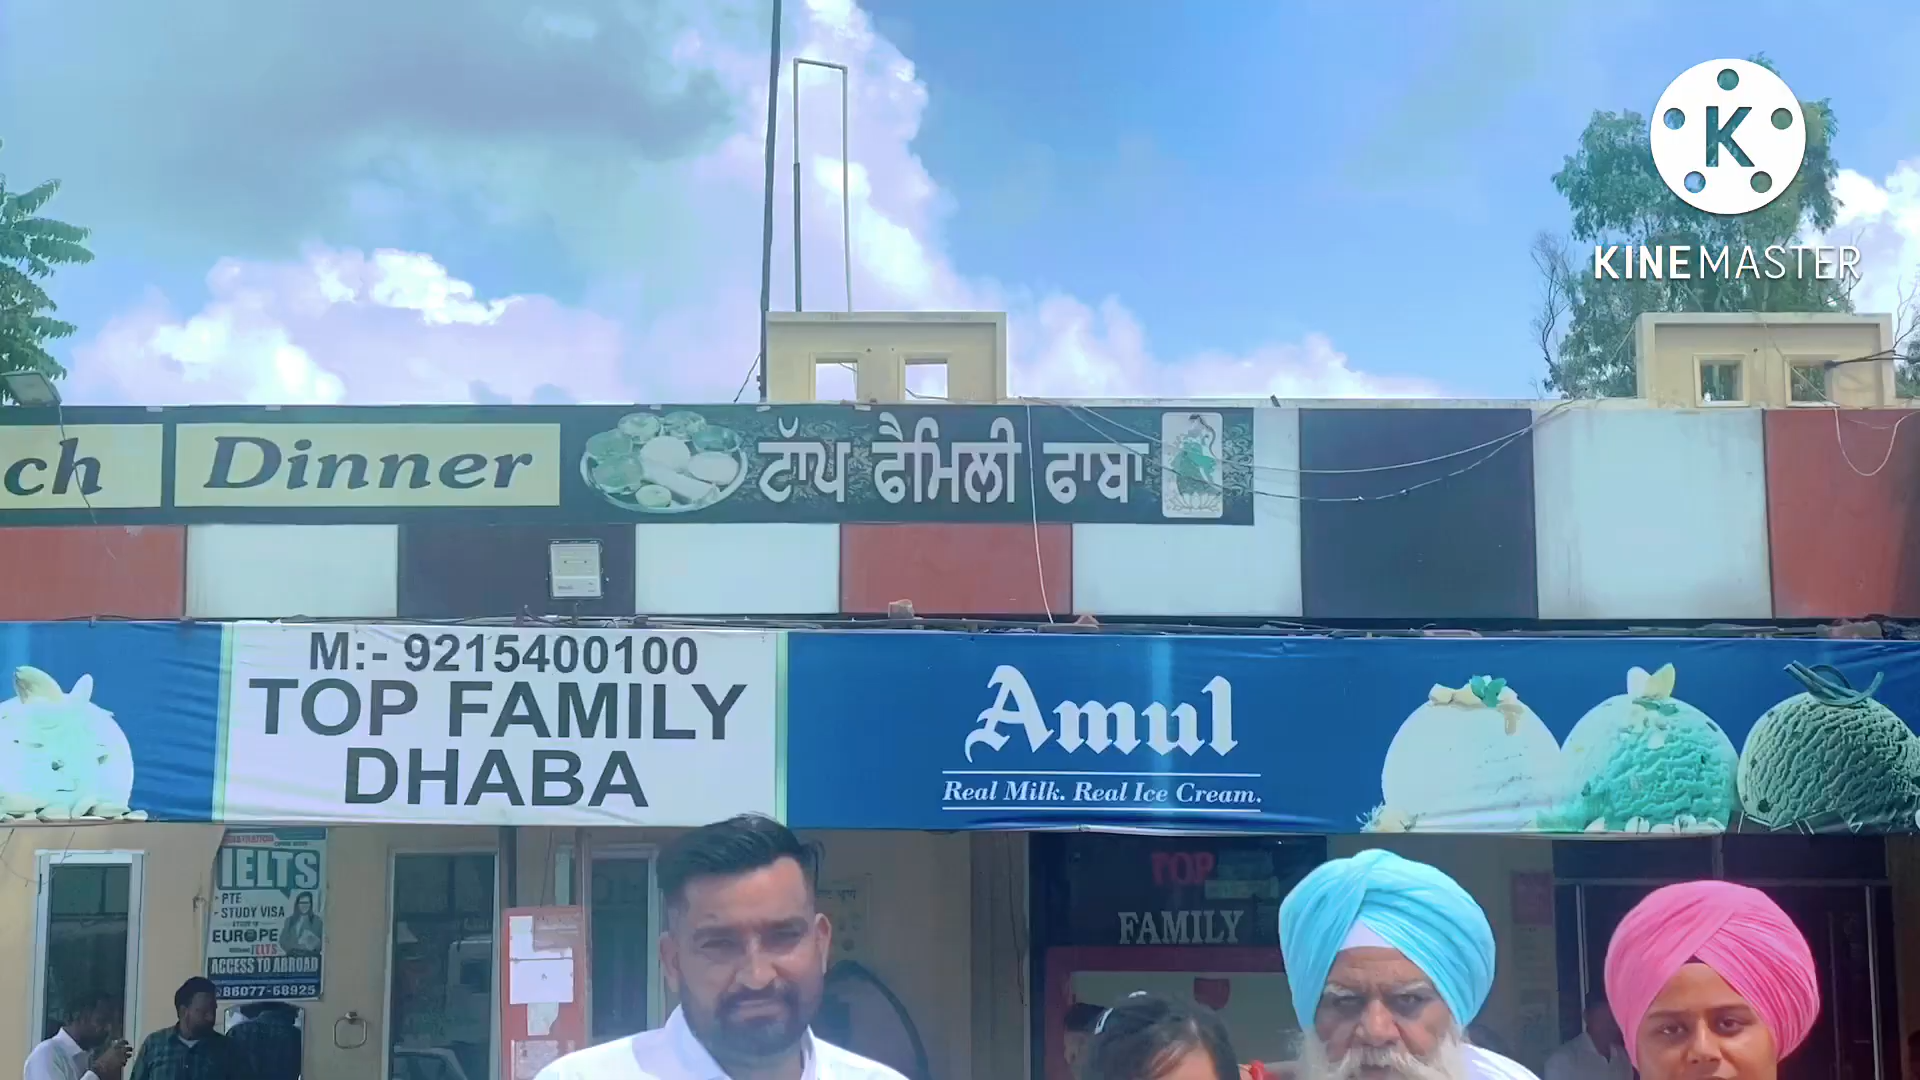 K
KINEMASTER
ch
Dinner
ਟਾੱਪ ਫੈਮਿਲੀ ਢਾਬਾ
M:- 9215400100
TOP FAMILY
DHABA
Amul
Real Milk. Real Ice Cream.
IELTS
- PTE
- STUDY VISA
EUROPE
IELTS
ACCESS TO ABROAD
86077-68925
TOP
FAMILY